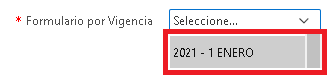 * Formulario por Vigencia Seleccione...
2021 - 1 ENERO